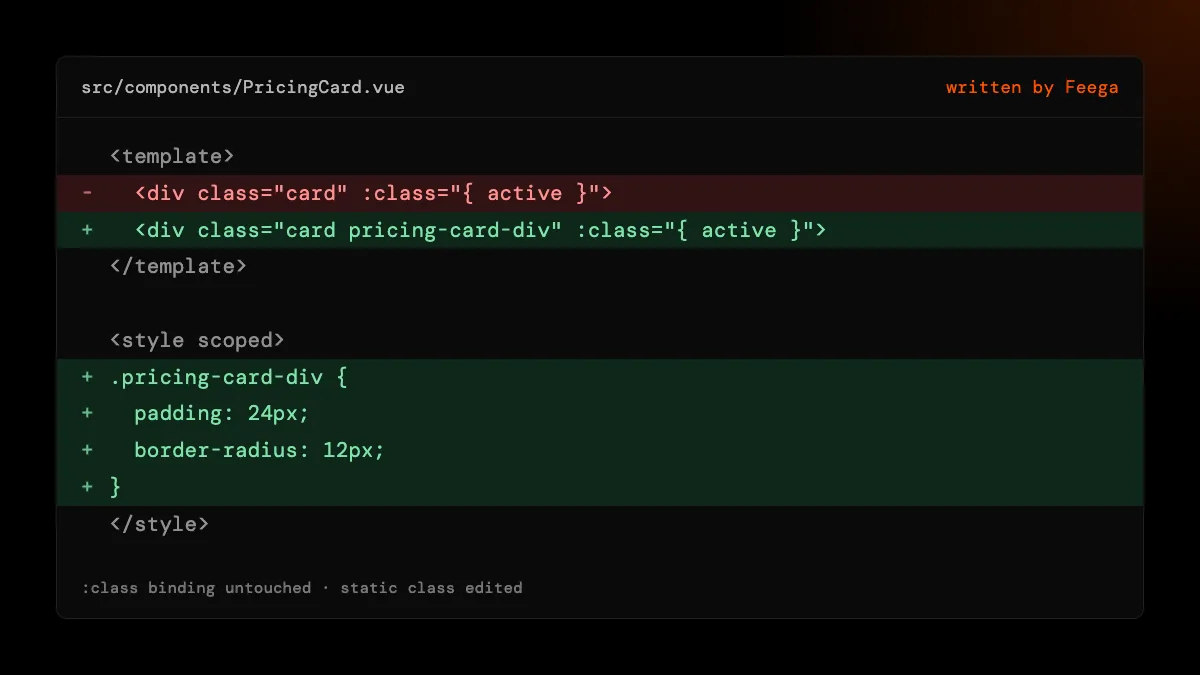 src/components/PricingCard.vue
written by Feega
<template>
-   <div class="card" :class="{ active }">
+   <div class="card pricing-card-div" :class="{ active }">
</template>
<style scoped>
+ .pricing-card-div {
+   padding: 24px;
+   border-radius: 12px;
+ }
</style>
:class binding untouched · static class edited